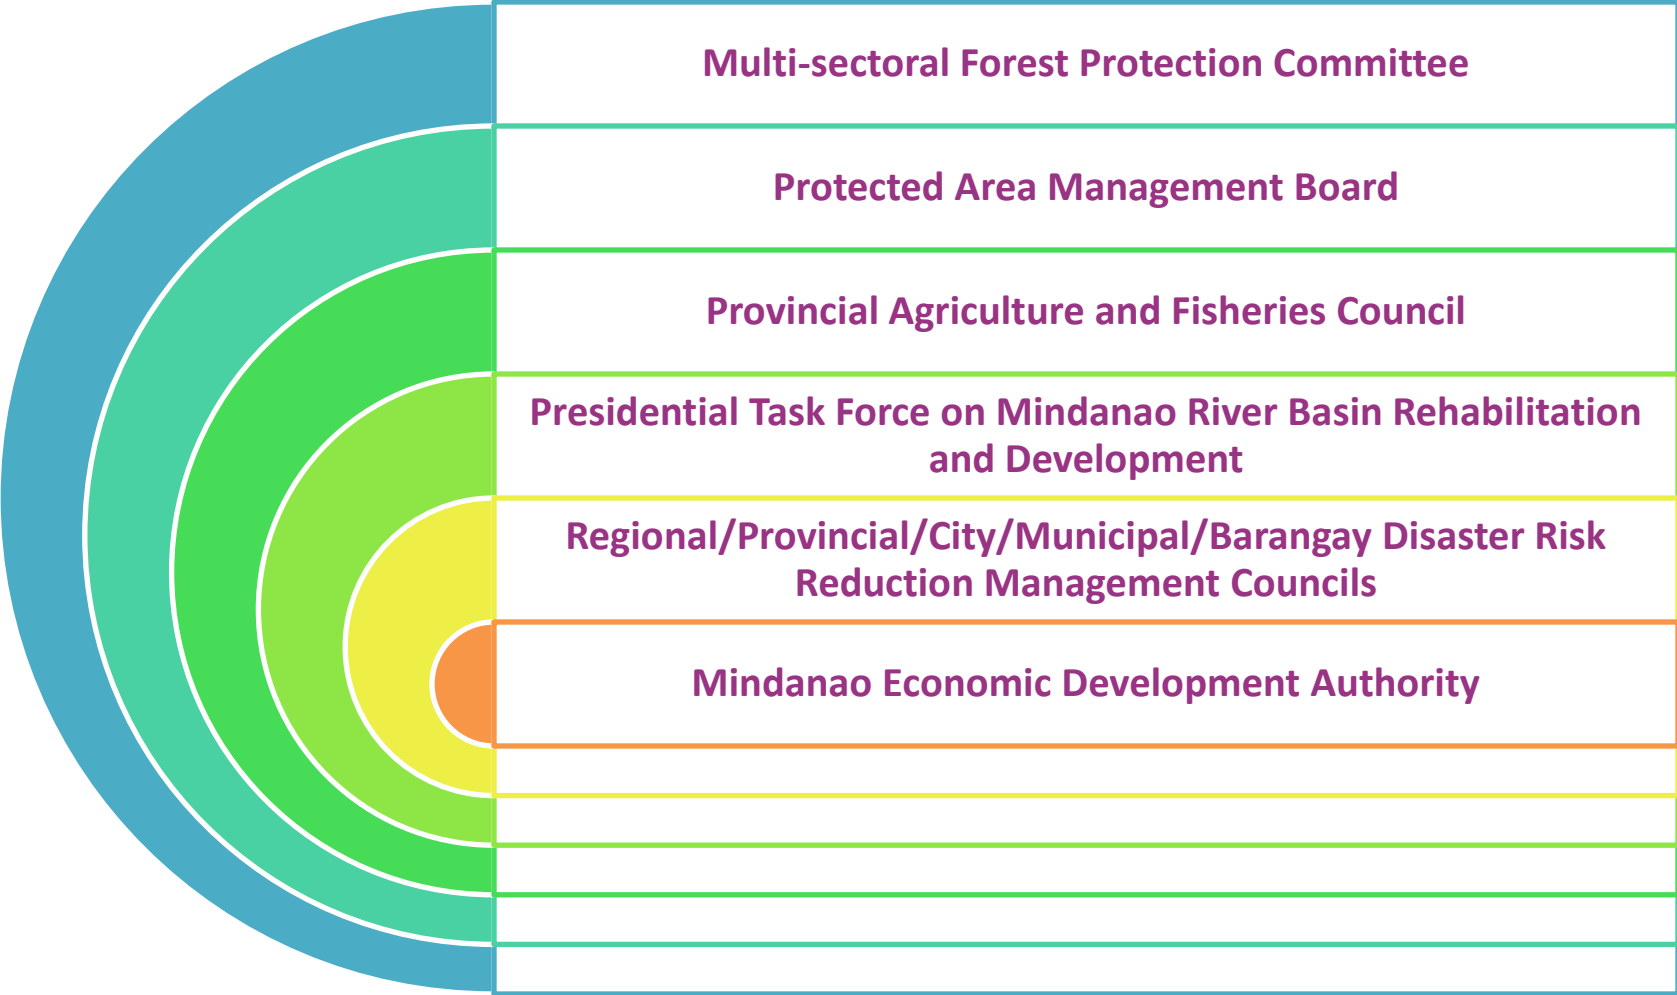 Multi-sectoral Forest Protection Committee
Protected Area Management Board
Provincial Agriculture and Fisheries Council
Presidential Task Force on Mindanao River Basin Rehabilitation
and Development
Regional/Provincial/City/Municipal/Barangay Disaster Risk
Reduction Management Councils
Mindanao Economic Development Authority